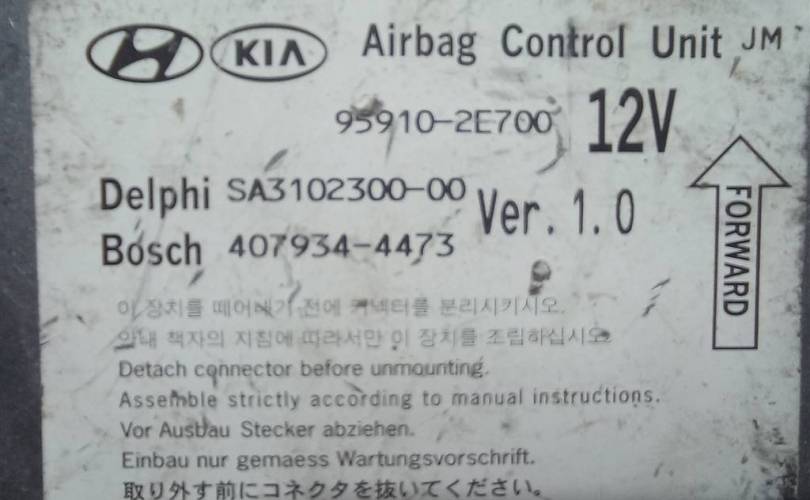 KIA Airbag Control Unit JM
95910-2E700 12V
Delphi SA3102300-00 Ver. 1.0
Bosch 407934-4473
FORWARD
이 장치를 떼어내기 전에 커넥터를 분리시키시오.
안내 책자의 지침에 따라서만 이 장치를 조립하십시오.
Detach connector before unmounting.
Assemble strictly according to manual instructions.
Vor Ausbau Stecker abziehen.
Einbau nur gemaess Wartungsvorschrift.
取り外す前にコネクタを抜いてください。